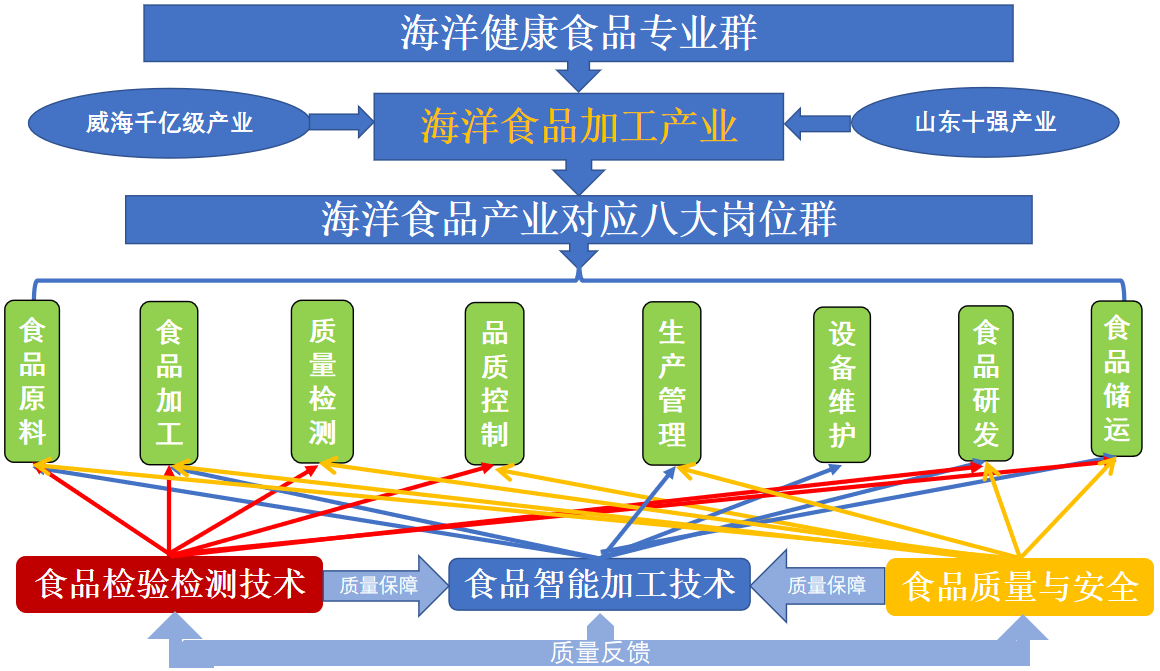 海洋健康食品专业群
威海千亿级产业
海洋食品加工产业
山东十强产业
海洋食品产业对应八大岗位群
食品原料
食品加工
质量检测
品质控制
生产管理
设备维护
食品研发
食品储运
食品检验检测技术
质量保障
食品智能加工技术
质量保障
食品质量与安全
质量反馈